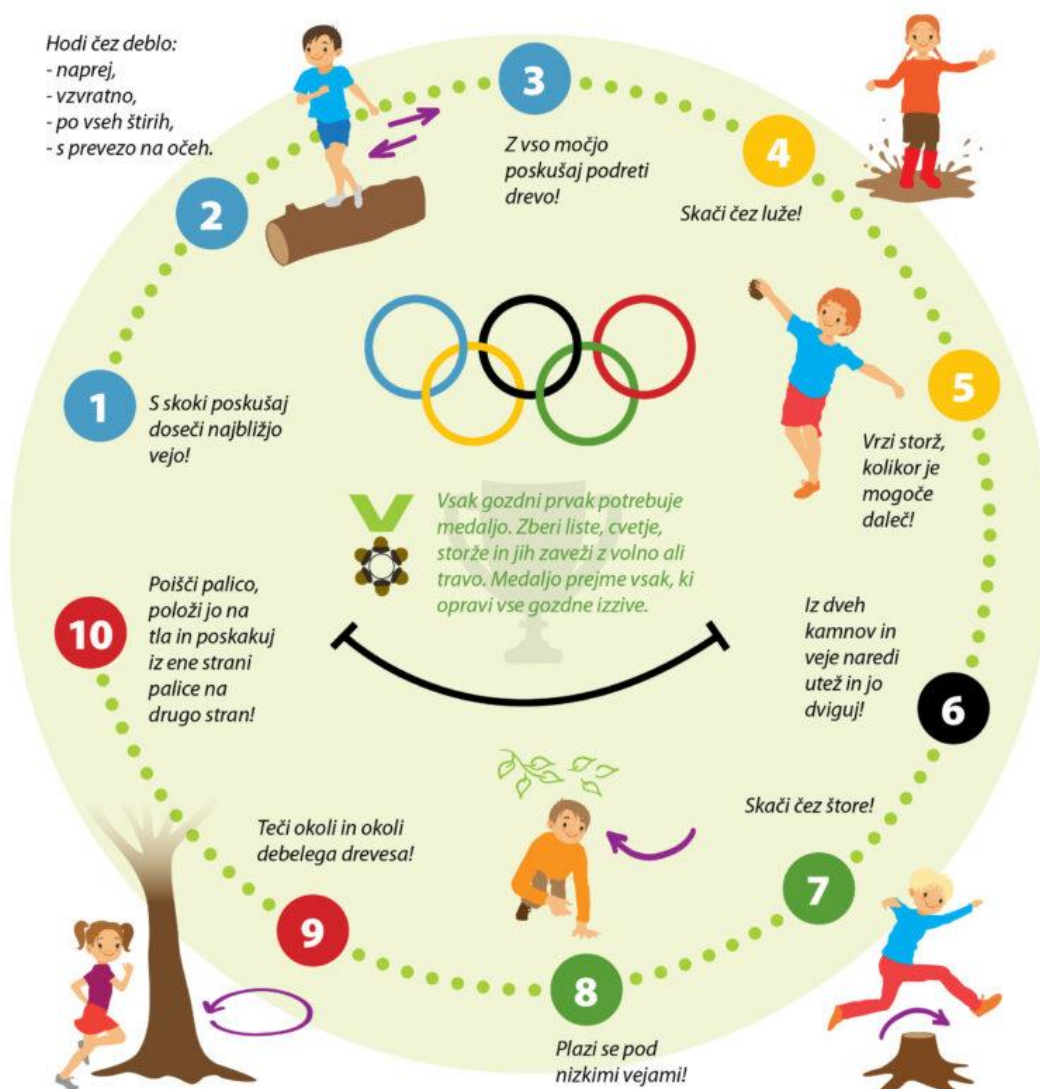 1
S skoki poskušaj
doseči najbližjo
vejo!
2
Hodi čez deblo:
- naprej,
- vzvratno,
- po vseh štirih,
- s prevezo na očeh.
3
Z vso močjo
poskušaj podreti
drevo!
4
Skači čez luže!
5
Vrzi storž,
kolikor je
mogoče
daleč!
6
Iz dveh
kamnov in
veje naredi
utež in jo
dviguj!
7
Skači čez štore!
8
Plazi se pod
nizkimi vejami!
9
Teči okoli in okoli
debelega drevesa!
10
Poišči palico,
položi jo na
tla in poskakuj
iz ene strani
palice na
drugo stran!
Vsak gozdni prvak potrebuje
medaljo. Zberi liste, cvetje,
storže in jih zaveži z volno ali
travo. Medaljo prejme vsak, ki
opravi vse gozdne izzive.